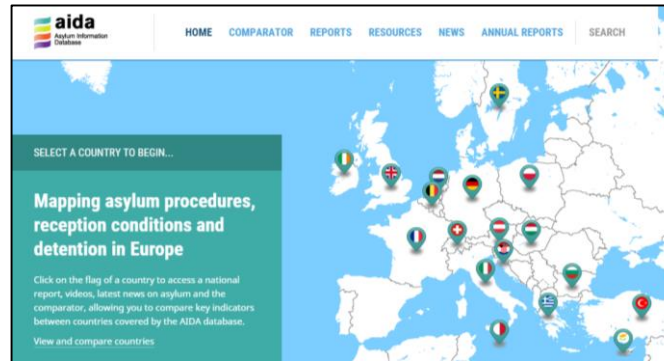 aida
Asylum Information
Database
HOME COMPARATOR REPORTS RESOURCES NEWS ANNUAL REPORTS SEARCH
SELECT A COUNTRY TO BEGIN...
Mapping asylum procedures,
reception conditions and
detention in Europe
Click on the flag of a country to access a national
report, videos, latest news on asylum and the
comparator, allowing you to compare key indicators
between countries covered by the AIDA database.
View and compare countries